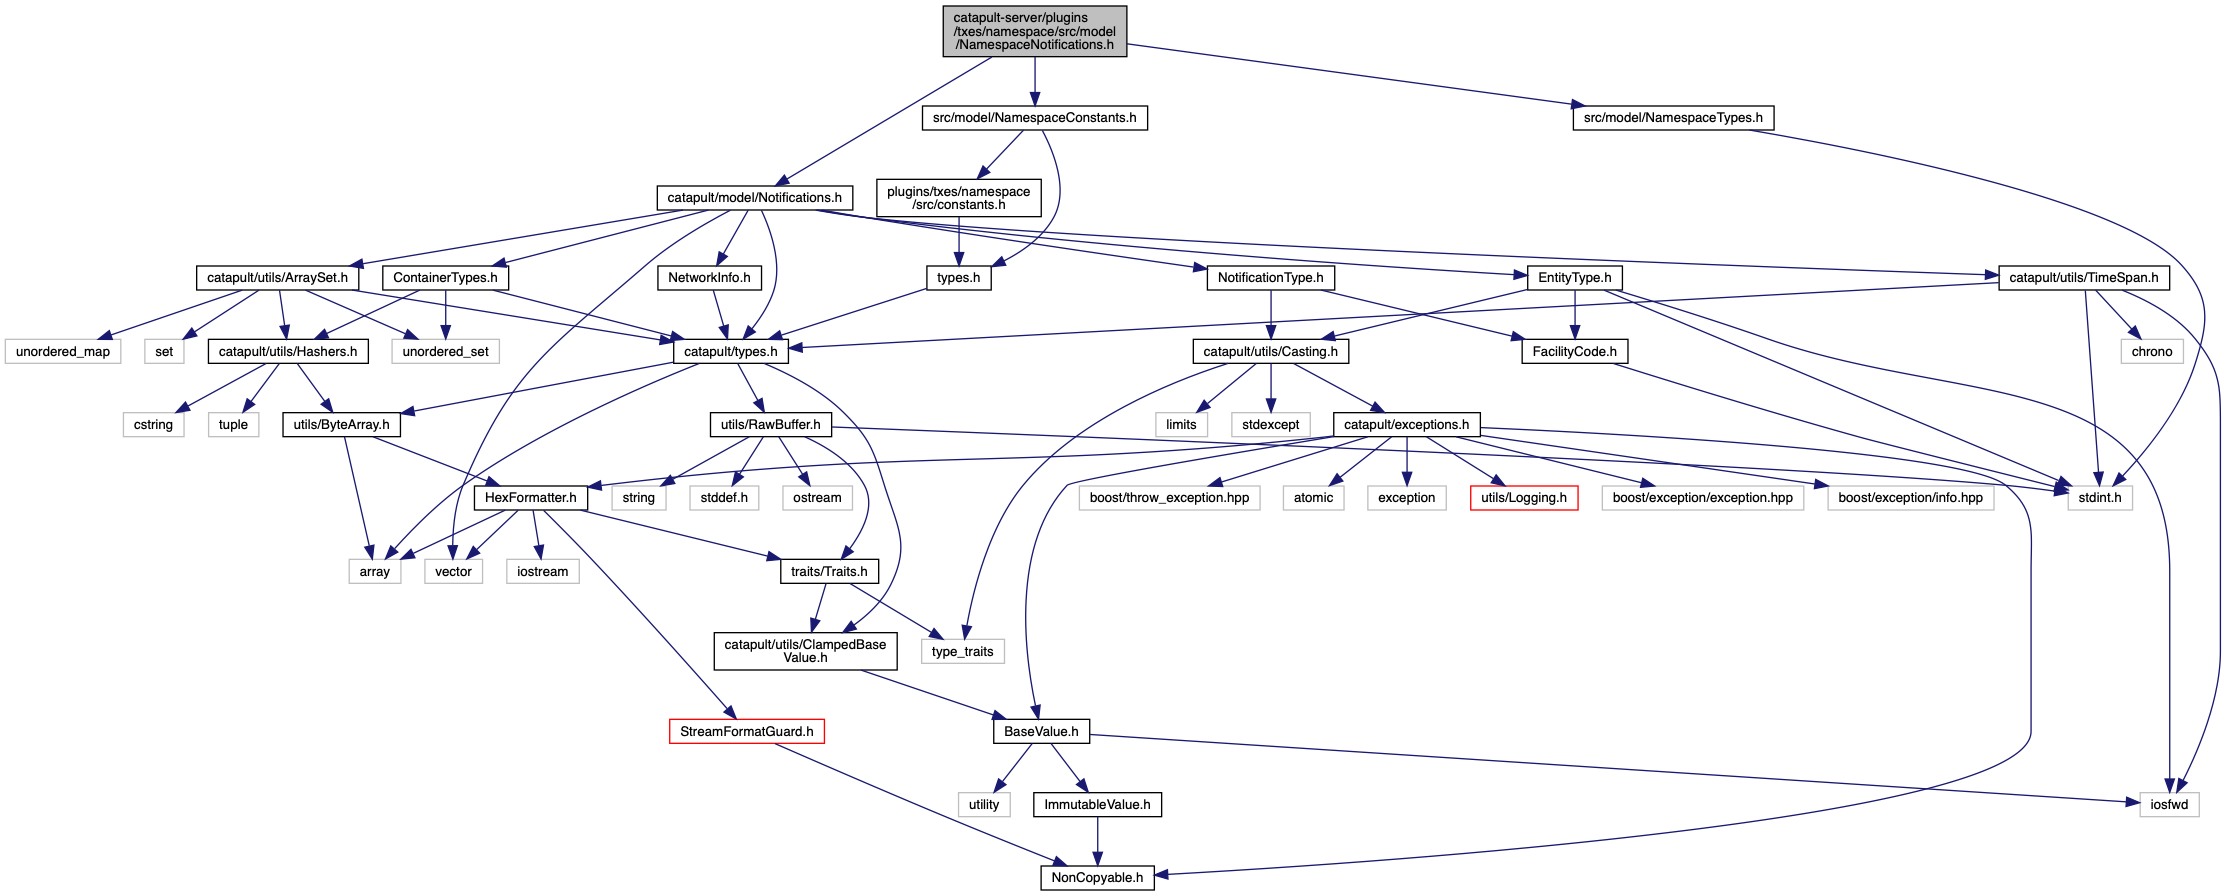 catapult-server/plugins
/txes/namespace/src/model
/NamespaceNotifications.h
src/model/NamespaceConstants.h
src/model/NamespaceTypes.h
catapult/model/Notifications.h
plugins/txes/namespace
/src/constants.h
catapult/utils/ArraySet.h
ContainerTypes.h
NetworkInfo.h
types.h
NotificationType.h
EntityType.h
catapult/utils/TimeSpan.h
unordered_map
set
catapult/utils/Hashers.h
unordered_set
catapult/types.h
catapult/utils/Casting.h
FacilityCode.h
chrono
cstring
tuple
utils/ByteArray.h
utils/RawBuffer.h
limits
stdexcept
catapult/exceptions.h
HexFormatter.h
string
stddef.h
ostream
boost/throw_exception.hpp
atomic
exception
utils/Logging.h
boost/exception/exception.hpp
boost/exception/info.hpp
stdint.h
array
vector
iostream
traits/Traits.h
catapult/utils/ClampedBase
Value.h
type_traits
StreamFormatGuard.h
BaseValue.h
utility
ImmutableValue.h
iosfwd
NonCopyable.h